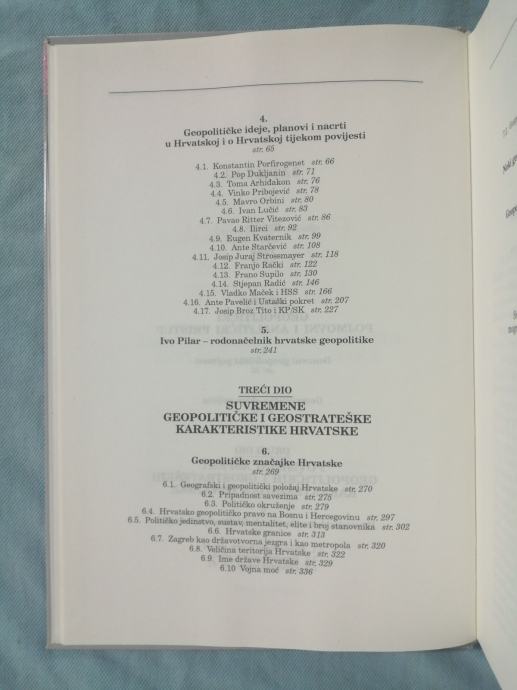 4.
Geopolitičke ideje, planovi i nacrti
u Hrvatskoj i o Hrvatskoj tijekom povijesti
str. 65
4.1. Konstantin Porfirogenet str. 66
4.2. Pop Dukljanin str. 71
4.3. Toma Arhiđakon str. 76
4.4. Vinko Pribojević str. 78
4.5. Mavro Orbini str. 80
4.6. Ivan Lučić str. 83
4.7. Pavao Ritter Vitezović str. 86
4.8. Ilirci str. 92
4.9. Eugen Kvaternik str. 99
4.10. Ante Starčević str. 108
4.11. Josip Juraj Strossmayer str. 118
4.12. Franjo Rački str. 122
4.13. Frano Supilo str. 130
4.14. Stjepan Radić str. 146
4.15. Vladko Maček i HSS str. 166
4.16. Ante Pavelić i Ustaški pokret str. 207
4.17. Josip Broz Tito i KP/SK str. 227
5.
Ivo Pilar – rodonačelnik hrvatske geopolitike
str. 241
TREĆI DIO
SUVREMENE
GEOPOLITIČKE I GEOSTRATEŠKE
KARAKTERISTIKE HRVATSKE
6.
Geopolitičke značajke Hrvatske
str. 269
6.1. Geografski i geopolitički položaj Hrvatske str. 270
6.2. Pripadnost savezima str. 275
6.3. Političko okruženje str. 279
6.4. Hrvatsko geopolitičko pravo na Bosnu i Hercegovinu str. 297
6.5. Političko jedinstvo, sustav, mentalitet, elite i broj stanovnika str. 302
6.6. Hrvatske granice str. 313
6.7. Zagreb kao državotvorna jezgra i kao metropola str. 320
6.8. Veličina teritorija Hrvatske str. 322
6.9. Ime države Hrvatske str. 329
6.10 Vojna moć str. 336